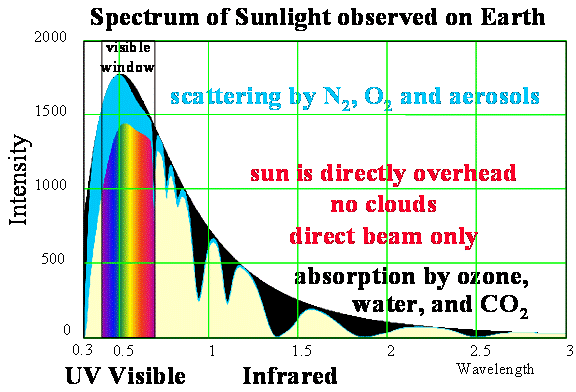 Spectrum of Sunlight observed on Earth
2000
visible
window
scattering by N₂, O₂ and aerosols
1500
Intensity
sun is directly overhead
1000
no clouds
direct beam only
500
absorption by ozone,
water, and CO₂
0
0.3 0.5 1 1.5 2 2.5 3
Wavelength
UV Visible Infrared